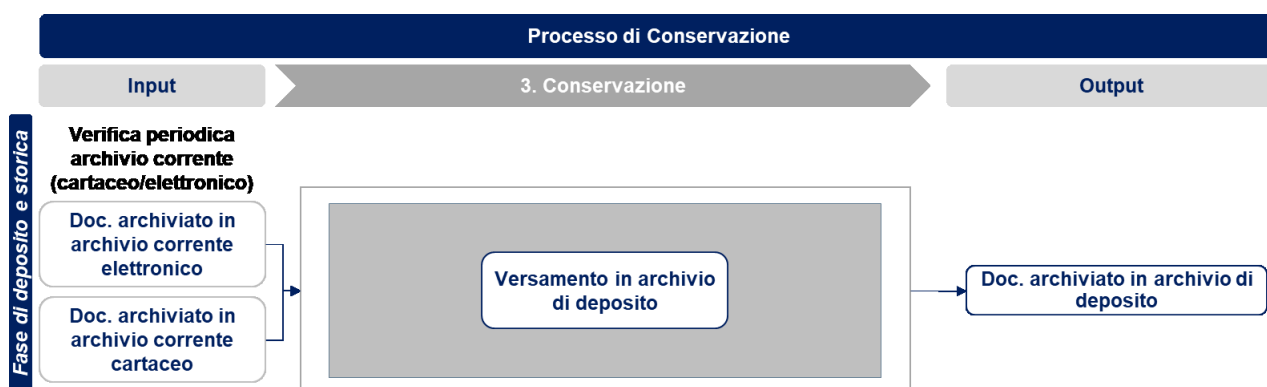 Processo di Conservazione
Input
3. Conservazione
Output
Fase di deposito e storica
Verifica periodica
archivio corrente
(cartaceo/elettronico)
Doc. archiviato in
archivio corrente
elettronico
Doc. archiviato in
archivio corrente
cartaceo
Versamento in archivio
di deposito
Doc. archiviato in archivio di
deposito